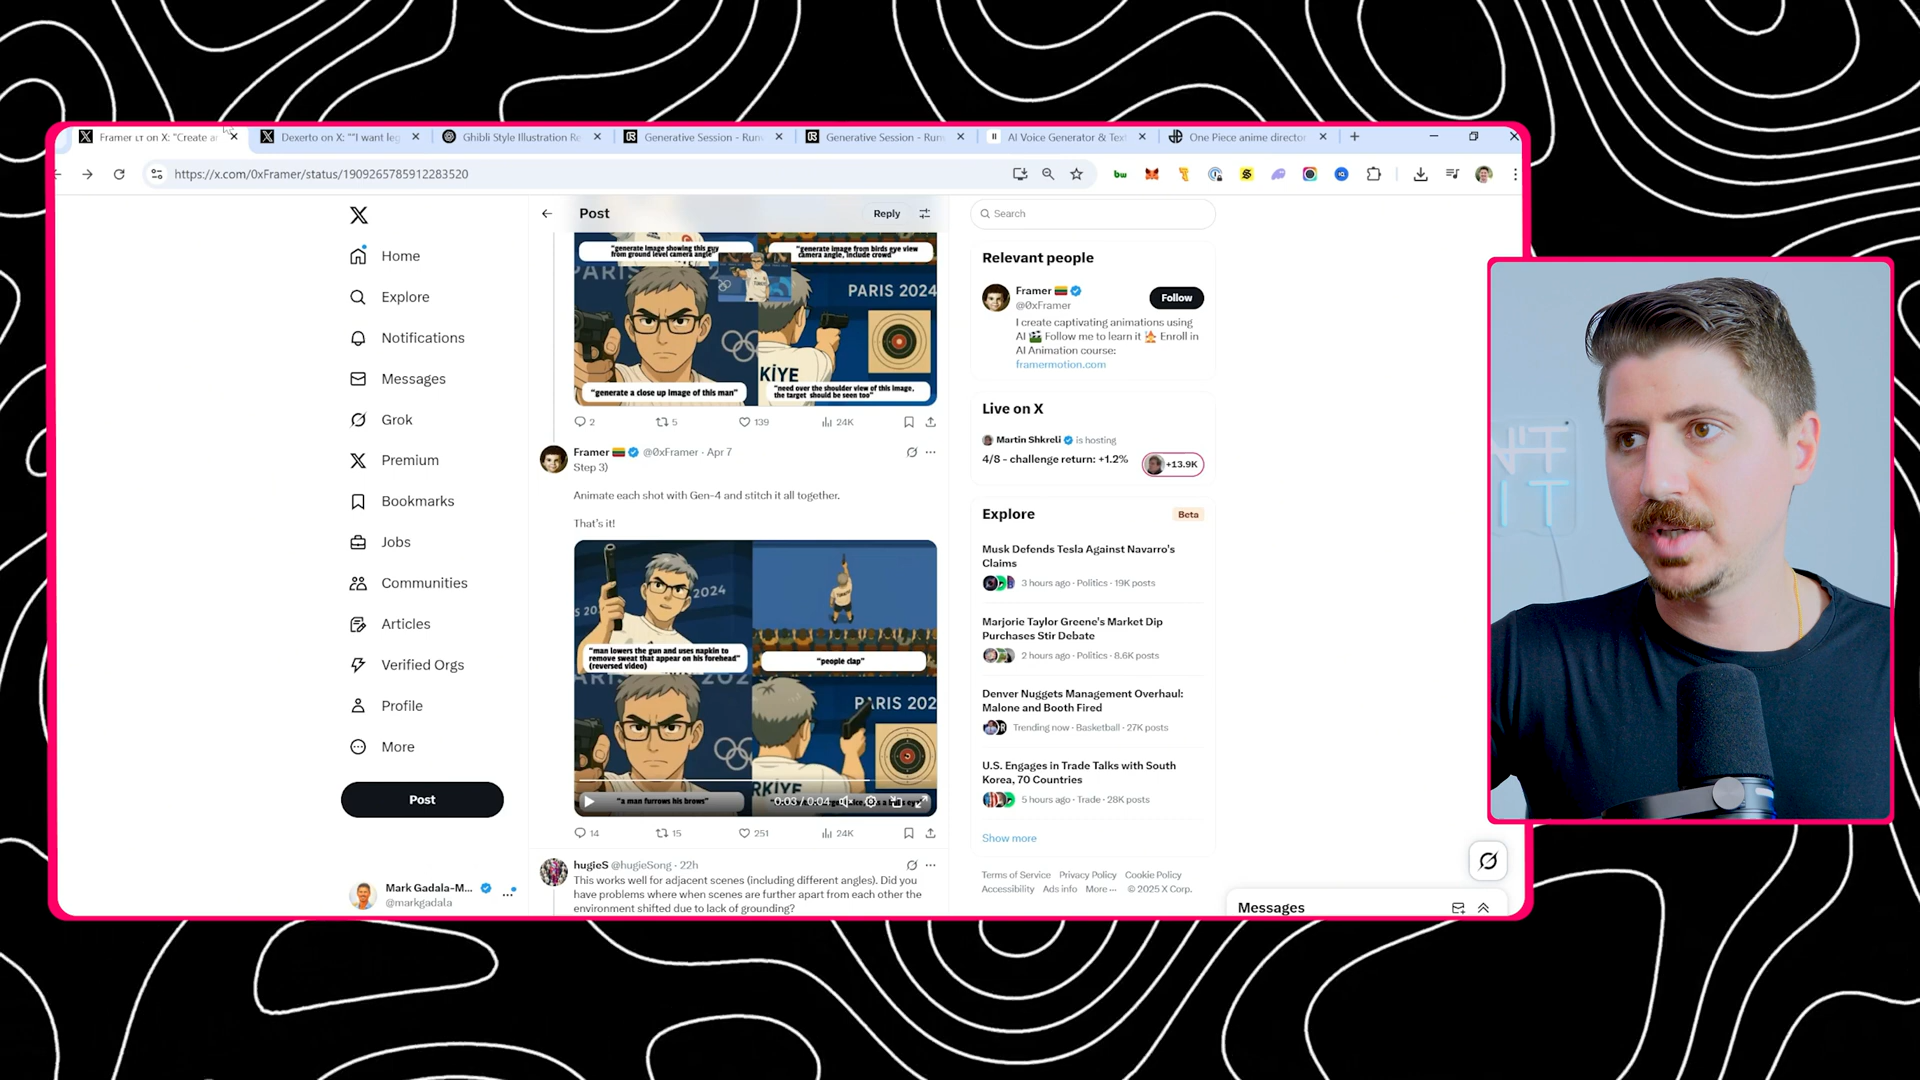 Framer LT on X: "Create a
Dexerto on X: ""I want leg
Ghibli Style Illustration Re
Generative Session - Run
Generative Session - Run
AI Voice Generator & Text
One Piece anime director
https://x.com/0xFramer/status/1909265785912283520
Home
Explore
Notifications
Messages
Grok
Premium
Bookmarks
Jobs
Communities
Articles
Verified Orgs
Profile
More
Post
Mark Gadala-M...
@markgadala
Post
Reply
"generate image showing this guy
from ground level camera angle"
"generate image from birds eye view
camera angle, include crowd"
PARIS
PARIS 2024
KİYE
"generate a close up image of this man"
"need over the shoulder view of this image,
the target should be seen too"
2
5
139
24K
Framer @0xFramer · Apr 7
Step 3)
Animate each shot with Gen-4 and stitch it all together.
That's it!
2024
"man lowers the gun and uses napkin to
remove sweat that appear on his forehead"
(reversed video)
"people clap"
PARIS 202
RKİYE
"a man furrows his brows"
0:03 / 0:04
14
15
251
24K
hugieS @hugieSong · 22h
This works well for adjacent scenes (including different angles). Did you
have problems where when scenes are further apart from each other the
environment shifted due to lack of grounding?
Search
Relevant people
Framer
@0xFramer
Follow
I create captivating animations using
AI Follow me to learn it Enroll in
AI Animation course:
framermotion.com
Live on X
Martin Shkreli is hosting
4/8 - challenge return: +1.2%
+13.9K
Explore
Beta
Musk Defends Tesla Against Navarro's
Claims
3 hours ago · Politics · 19K posts
Marjorie Taylor Greene's Market Dip
Purchases Stir Debate
2 hours ago · Politics · 8.6K posts
Denver Nuggets Management Overhaul:
Malone and Booth Fired
Trending now · Basketball · 27K posts
U.S. Engages in Trade Talks with South
Korea, 70 Countries
5 hours ago · Trade · 28K posts
Show more
Terms of Service Privacy Policy Cookie Policy
Accessibility Ads info More ··· © 2025 X Corp.
Messages